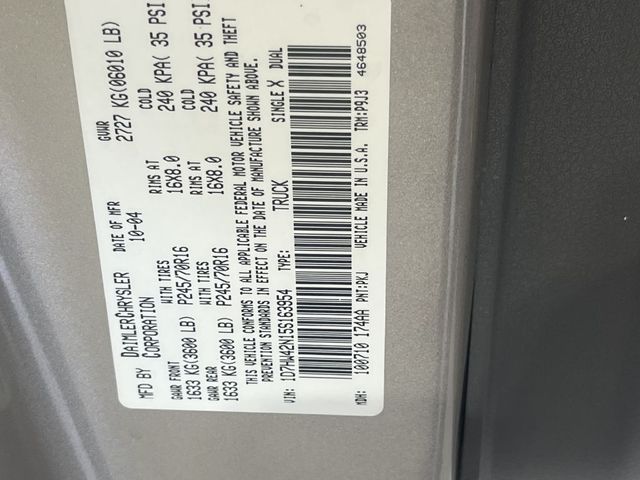 MFD BY DAIMLERCHRYSLER CORPORATION
DATE OF MFR 10-04
GVWR 2727 KG(06010 LB)
GAWR FRONT WITH TIRES RIMS AT COLD
1633 KG(3600 LB) P245/70R16 16X8.0 240 KPA( 35 PSI
GAWR REAR WITH TIRES RIMS AT COLD
1633 KG(3600 LB) P245/70R16 16X8.0 240 KPA( 35 PSI
THIS VEHICLE CONFORMS TO ALL APPLICABLE FEDERAL MOTOR VEHICLE SAFETY AND THEFT
PREVENTION STANDARDS IN EFFECT ON THE DATE OF MANUFACTURE SHOWN ABOVE.
VIN: 1D7HW42N15S163954 TYPE: TRUCK SINGLE X DUAL
MDH: 100710 174AA PNT:PKJ VEHICLE MADE IN U.S.A. TRM:P9J3
4648503